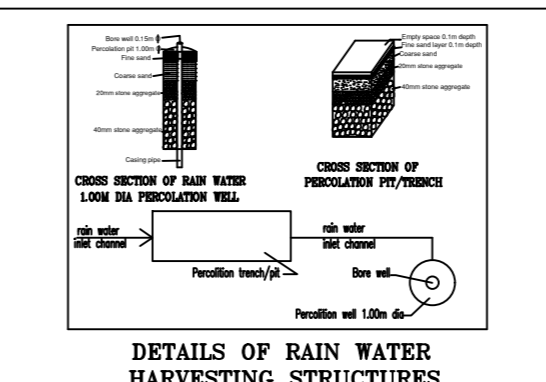 Bore well 0.15m ϕ
Percolation pit 1.00m ϕ
Fine sand
Coarse sand
20mm stone aggregate
40mm stone aggregate
Casing pipe
CROSS SECTION OF RAIN WATER
1.00M DIA PERCOLATION WELL
Empty space 0.1m depth
Fine sand layer 0.1m depth
Coarse sand
20mm stone aggregate
40mm stone aggregate
CROSS SECTION OF
PERCOLATION PIT/TRENCH
rain water
inlet channel
Percolition trench/pit
rain water
inlet channel
Bore well
Percolition well 1.00m dia
DETAILS OF RAIN WATER
HARVESTING STRUCTURES